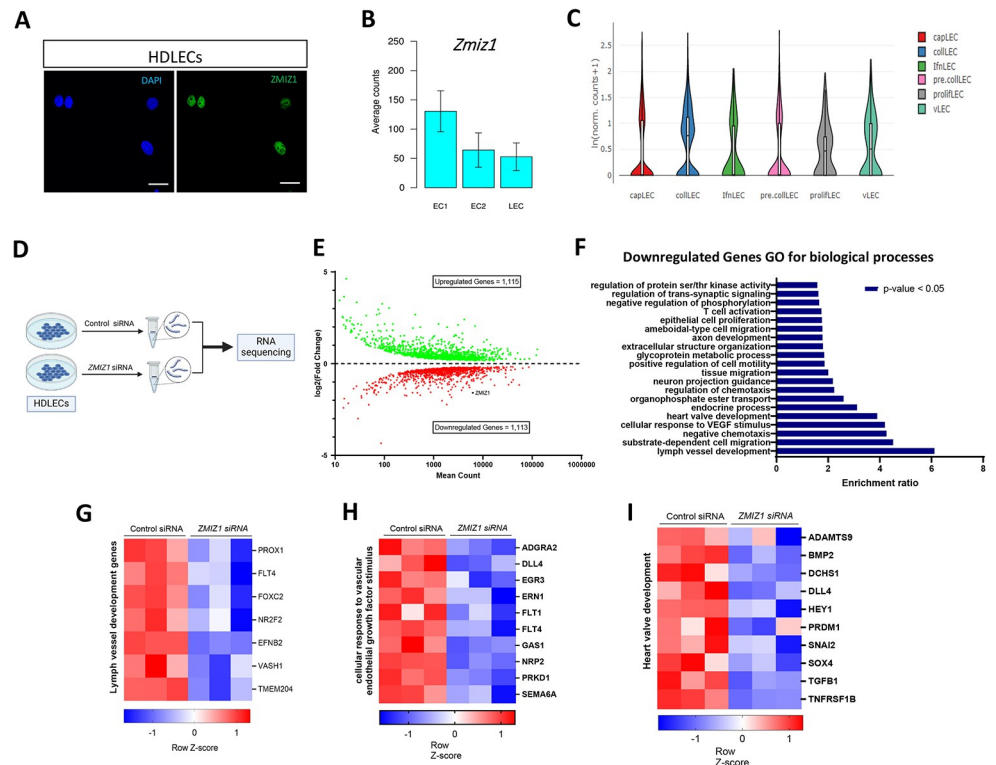 A
HDLECs
DAPI
ZMIZ1
B
Zmiz1
Average counts
250
200
150
100
50
0
EC1
EC2
LEC
C
ln(norm. counts+1)
2.5
2
1.5
1
0.5
0
capLEC
collLEC
IfnLEC
pre.collLEC
prolifLEC
vLEC
capLEC
collLEC
IfnLEC
pre.collLEC
prolifLEC
vLEC
D
Control siRNA
ZMIZ1 siRNA
HDLECs
RNA
sequencing
E
log2(Fold Change)
5
0
-5
Upregulated Genes = 1,115
ZMIZ1
Downregulated Genes = 1,113
10
100
1000
10000
100000
1000000
Mean Count
F
Downregulated Genes GO for biological processes
p-value < 0.05
regulation of protein ser/thr kinase activity
regulation of trans-synaptic signaling
negative regulation of phosphorylation
T cell activation
epithelial cell proliferation
ameboidal-type cell migration
axon development
extracellular structure organization
glycoprotein metabolic process
positive regulation of cell motility
tissue migration
neuron projection guidance
regulation of chemotaxis
organophosphate ester transport
endocrine process
heart valve development
cellular response to VEGF stimulus
negative chemotaxis
substrate-dependent cell migration
lymph vessel development
0
2
4
6
8
Enrichment ratio
G
Control siRNA
ZMIZ1 siRNA
Lymph vessel development genes
PROX1
FLT4
FOXC2
NR2F2
EFNB2
VASH1
TMEM204
-1
0
1
Row Z-score
H
Control siRNA
ZMIZ1 siRNA
cellular response to vascular
endothelial growth factor stimulus
ADGRA2
DLL4
EGR3
ERN1
FLT1
FLT4
GAS1
NRP2
PRKD1
SEMA6A
-1
0
1
Row
Z-score
I
Control siRNA
ZMIZ1 siRNA
Heart valve development
ADAMTS9
BMP2
DCHS1
DLL4
HEY1
PRDM1
SNAI2
SOX4
TGFB1
TNFRSF1B
-1
0
1
Row
Z-score